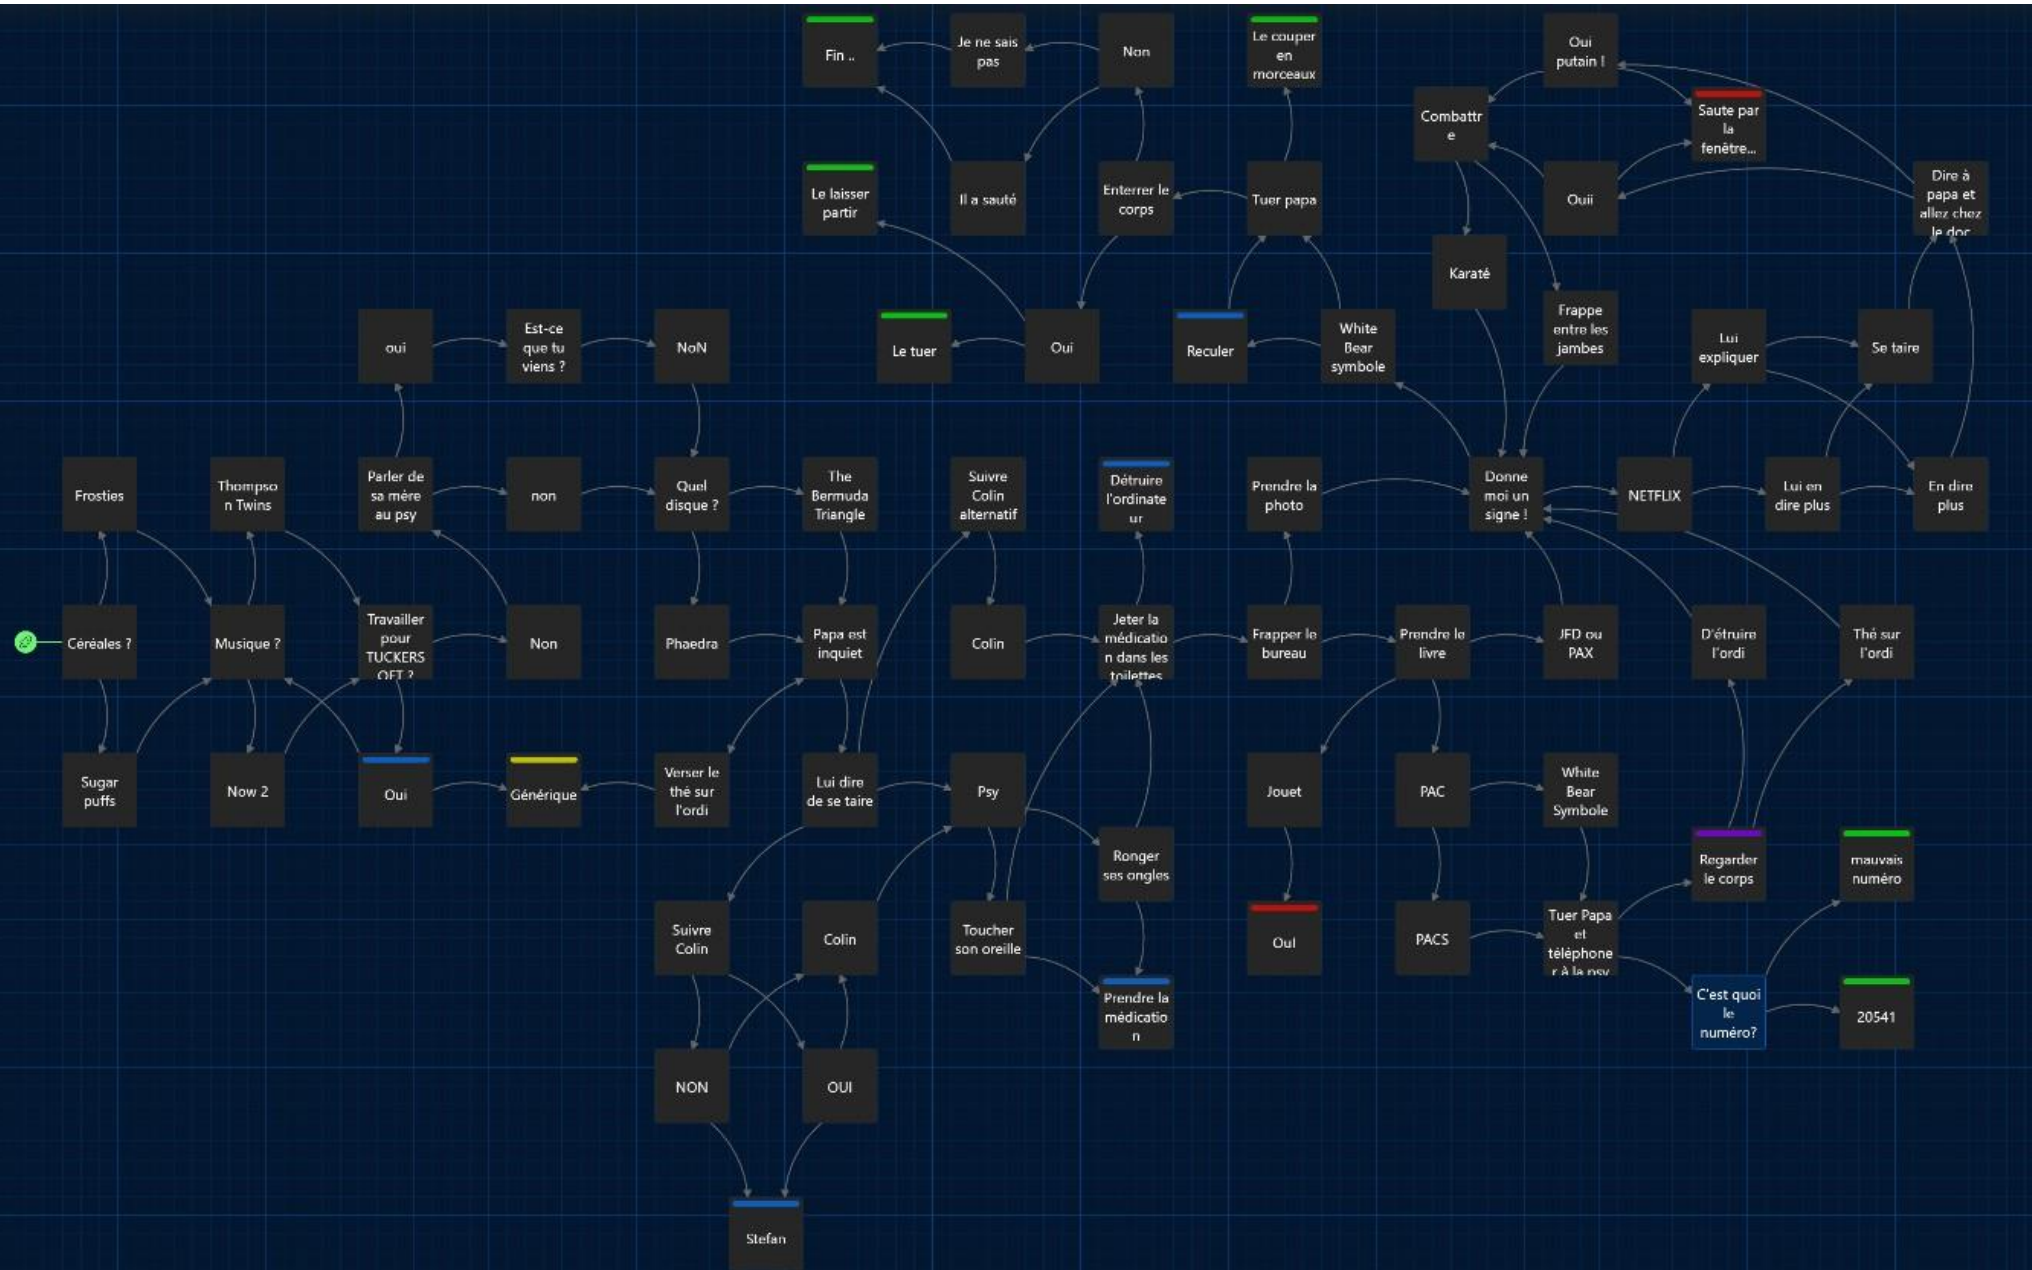 Fin ..
Je ne sais
pas
Non
Le couper
en
morceaux
Oui
putain !
Combattr
e
Saute par
la
fenêtre...
Le laisser
partir
Il a sauté
Enterrer le
corps
Tuer papa
Ouii
Dire à
papa et
allez chez
le doc
Karaté
oui
Est-ce
que tu
viens ?
NoN
Le tuer
Oui
Reculer
White
Bear
symbole
Frappe
entre les
jambes
Lui
expliquer
Se taire
Frosties
Thompso
n Twins
Parler de
sa mére
au psy
non
Quel
disque ?
The
Bermuda
Triangle
Suivre
Colin
alternatif
Détruire
l'ordinate
ur
Prendre la
photo
Donne
moi un
signe !
NETFLIX
Lui en
dire plus
En dire
plus
Céréales ?
Musique ?
Travailler
pour
TUCKERS
OFT ?
Non
Phaedra
Papa est
inquiet
Colin
Jeter la
médicatio
n dans les
toilettes
Frapper le
bureau
Prendre le
livre
JFD ou
PAX
D'étruire
l'ordi
Thé sur
l'ordi
Sugar
puffs
Now 2
Oui
Générique
Verser le
thé sur
l'ordi
Lui dire
de se taire
Psy
Ronger
ses ongles
Jouet
PAC
White
Bear
Symbole
Regarder
le corps
mauvais
numéro
Suivre
Colin
Colin
Toucher
son oreille
Prendre la
médicatio
n
OuI
PACS
Tuer Papa
et
téléphone
r à la psy
C'est quoi
le
numéro?
20541
NON
OUI
Stefan